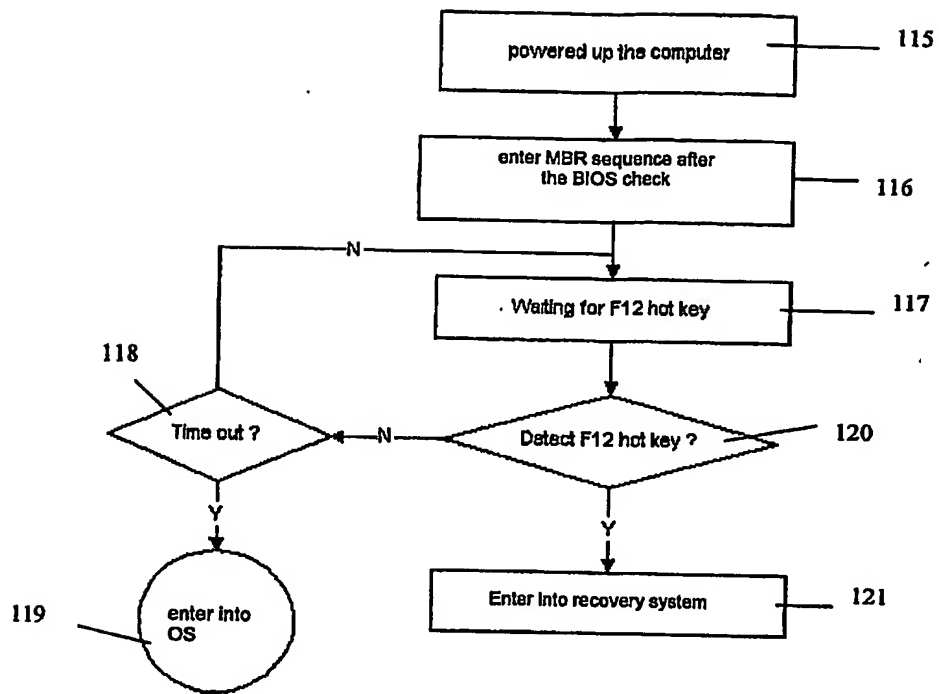 powered up the computer
115
enter MBR sequence after
the BIOS check
116
N
Waiting for F12 hot key
117
118
Time out ?
N
Detect F12 hot key ?
120
Y
Y
119
enter into
OS
Enter into recovery system
121